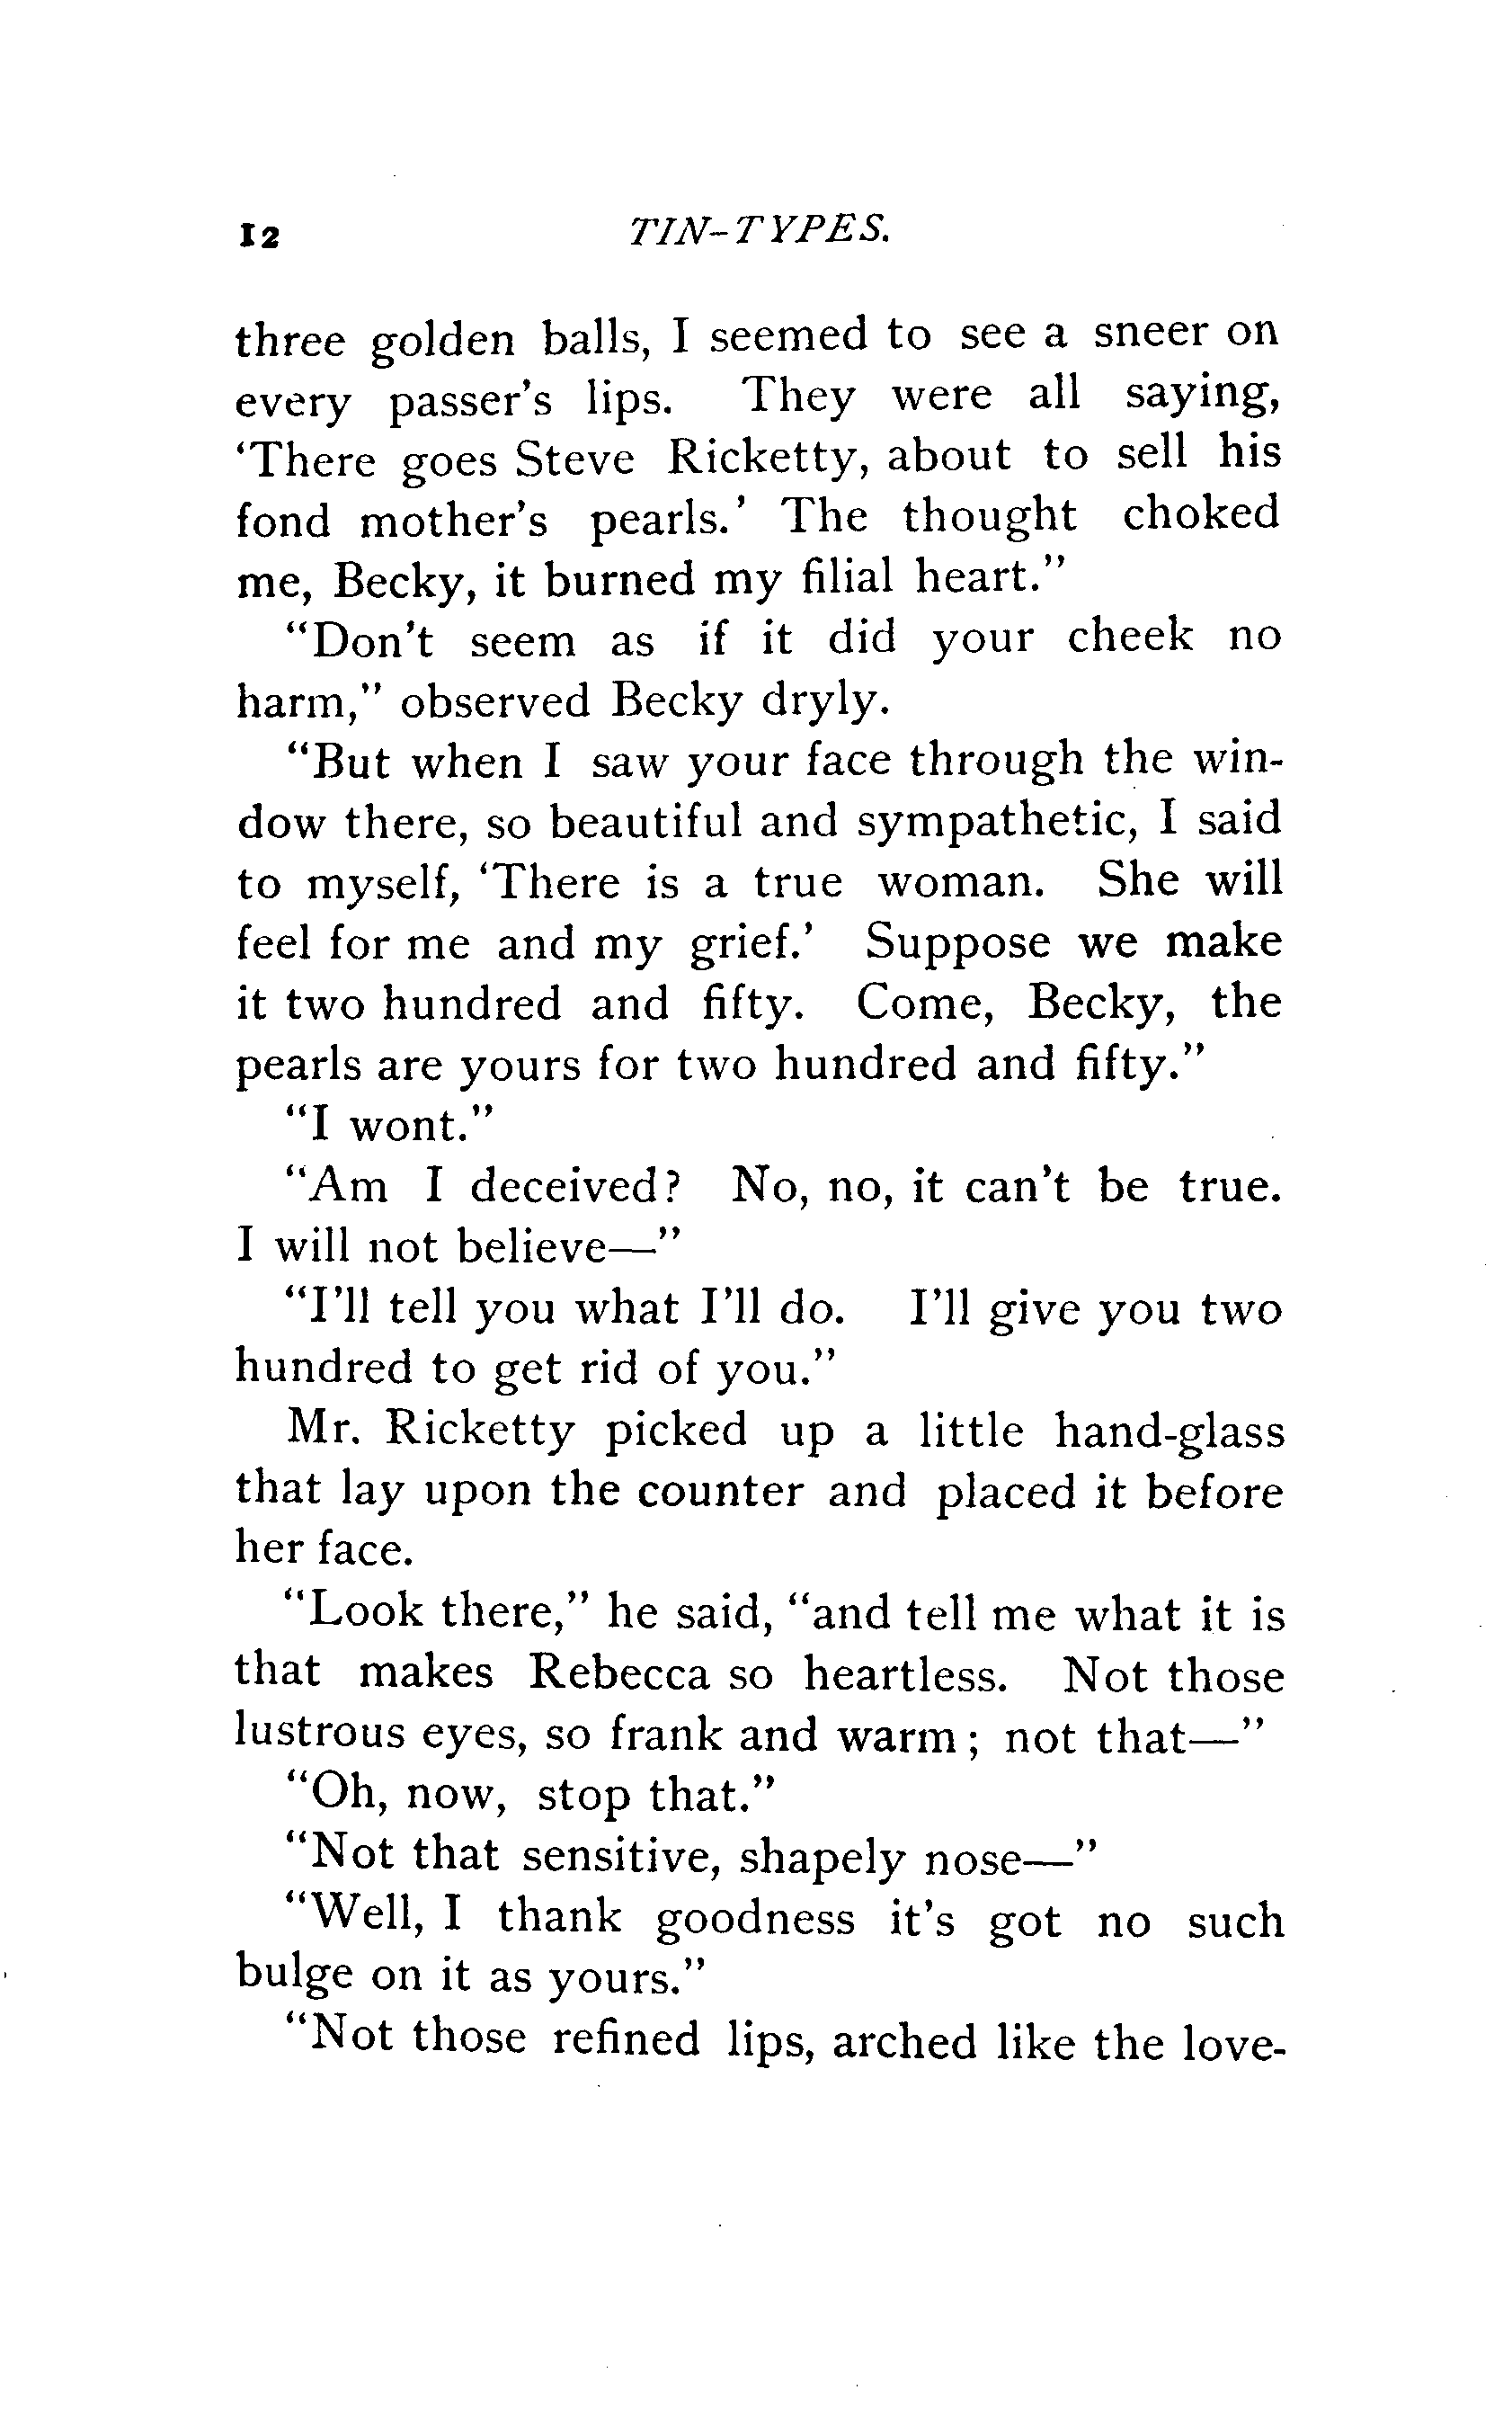 12 TIN-TYPES.
three golden balls, I seemed to see a sneer on
every passer's lips. They were all saying,
'There goes Steve Ricketty, about to sell his
fond mother's pearls.' The thought choked
me, Becky, it burned my filial heart."
"Don't seem as if it did your cheek no
harm," observed Becky dryly.
"But when I saw your face through the win-
dow there, so beautiful and sympathetic, I said
to myself, 'There is a true woman. She will
feel for me and my grief.' Suppose we make
it two hundred and fifty. Come, Becky, the
pearls are yours for two hundred and fifty."
"I wont."
"Am I deceived? No, no, it can't be true.
I will not believe—"
"I'll tell you what I'll do. I'll give you two
hundred to get rid of you."
Mr. Ricketty picked up a little hand-glass
that lay upon the counter and placed it before
her face.
"Look there," he said, "and tell me what it is
that makes Rebecca so heartless. Not those
lustrous eyes, so frank and warm; not that—"
"Oh, now, stop that."
"Not that sensitive, shapely nose—"
"Well, I thank goodness it's got no such
bulge on it as yours."
"Not those refined lips, arched like the love-